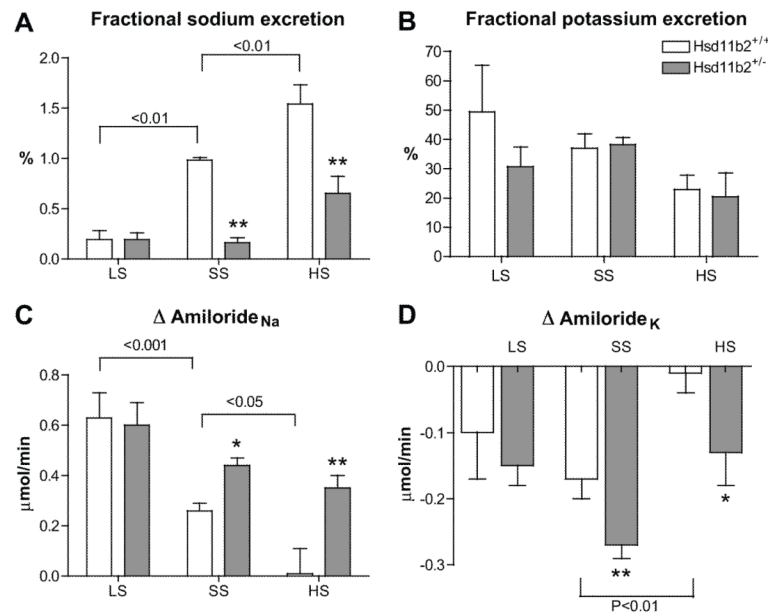 A Fractional sodium excretion
2.0
1.5
1.0
0.5
0.0
%
<0.01
<0.01
**
**
LS SS HS
B Fractional potassium excretion
70
60
50
40
30
20
10
0
%
Hsd11b2+/+
Hsd11b2+/-
LS SS HS
C Δ Amiloride Na
0.8
0.6
0.4
0.2
0.0
μmol/min
<0.001
<0.05
*
**
LS SS HS
D Δ Amiloride K
LS SS HS
0.0
-0.1
-0.2
-0.3
μmol/min
**
*
P<0.01